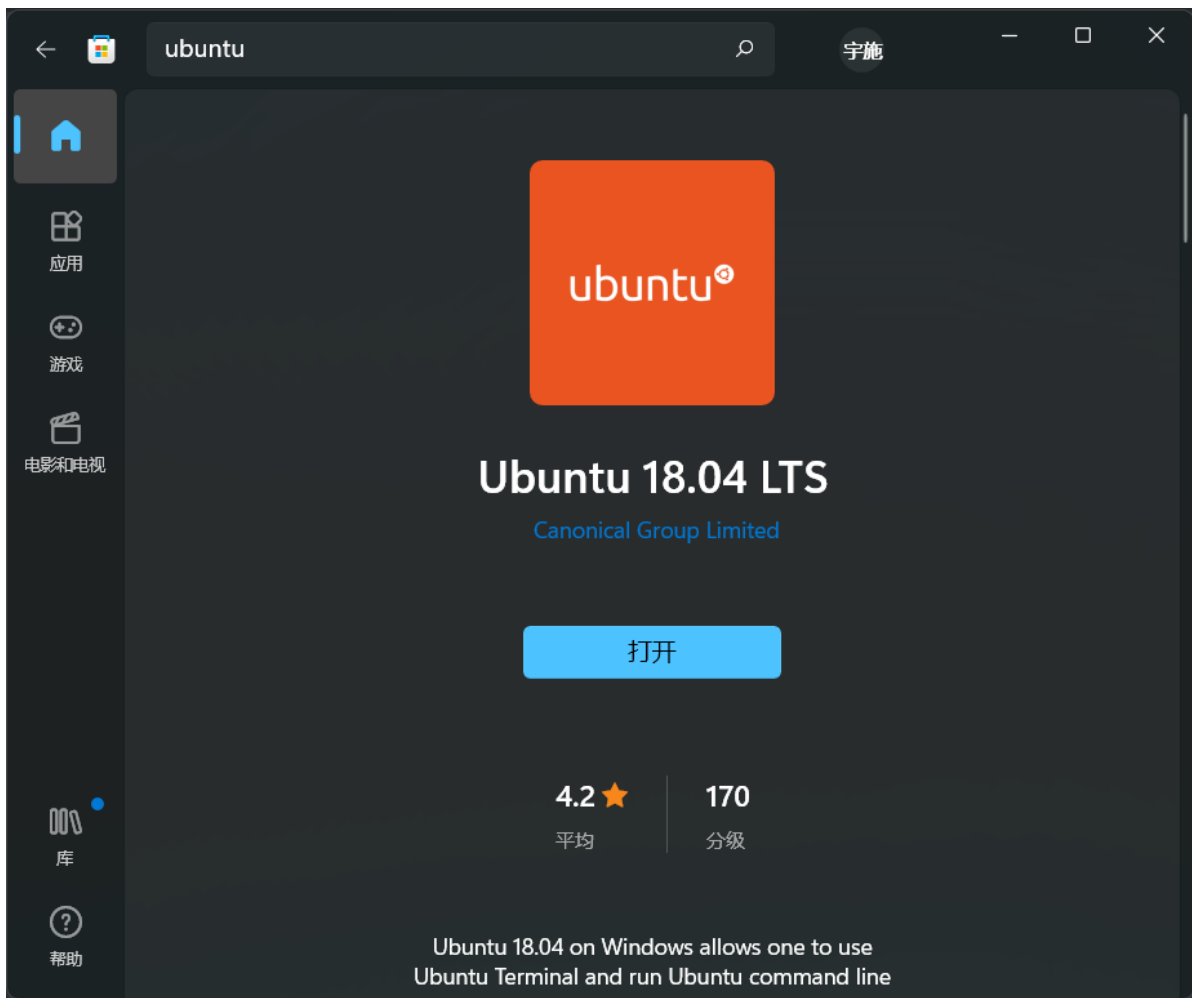 ubuntu
宇施
应用
游戏
电影和电视
库
帮助
ubuntu
Ubuntu 18.04 LTS
Canonical Group Limited
打开
4.2
170
平均
分级
Ubuntu 18.04 on Windows allows one to use
Ubuntu Terminal and run Ubuntu command line